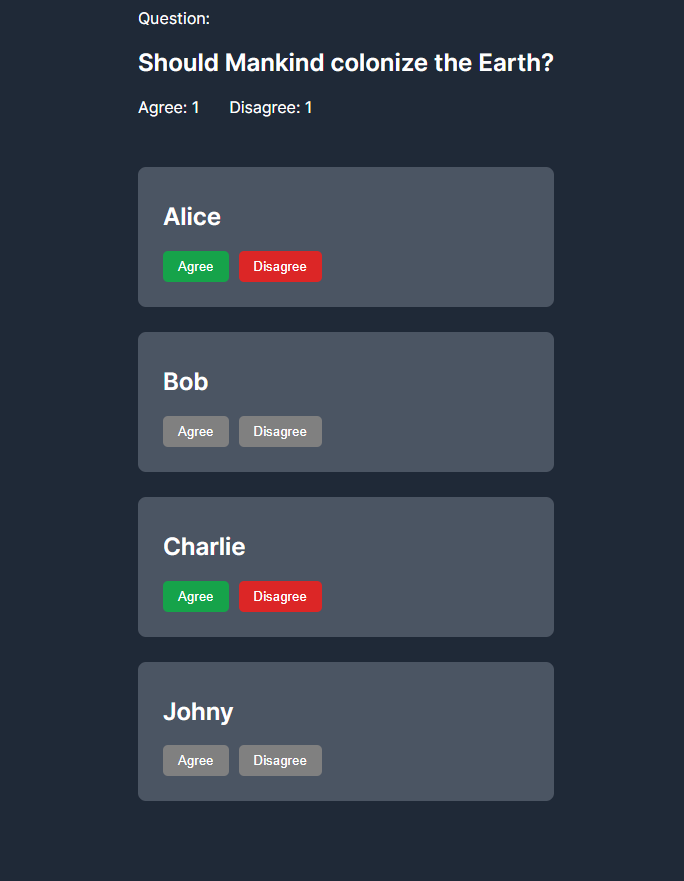 Question:
Should Mankind colonize the Earth?
Agree: 1 Disagree: 1
Alice
Agree Disagree
Bob
Agree Disagree
Charlie
Agree Disagree
Johny
Agree Disagree